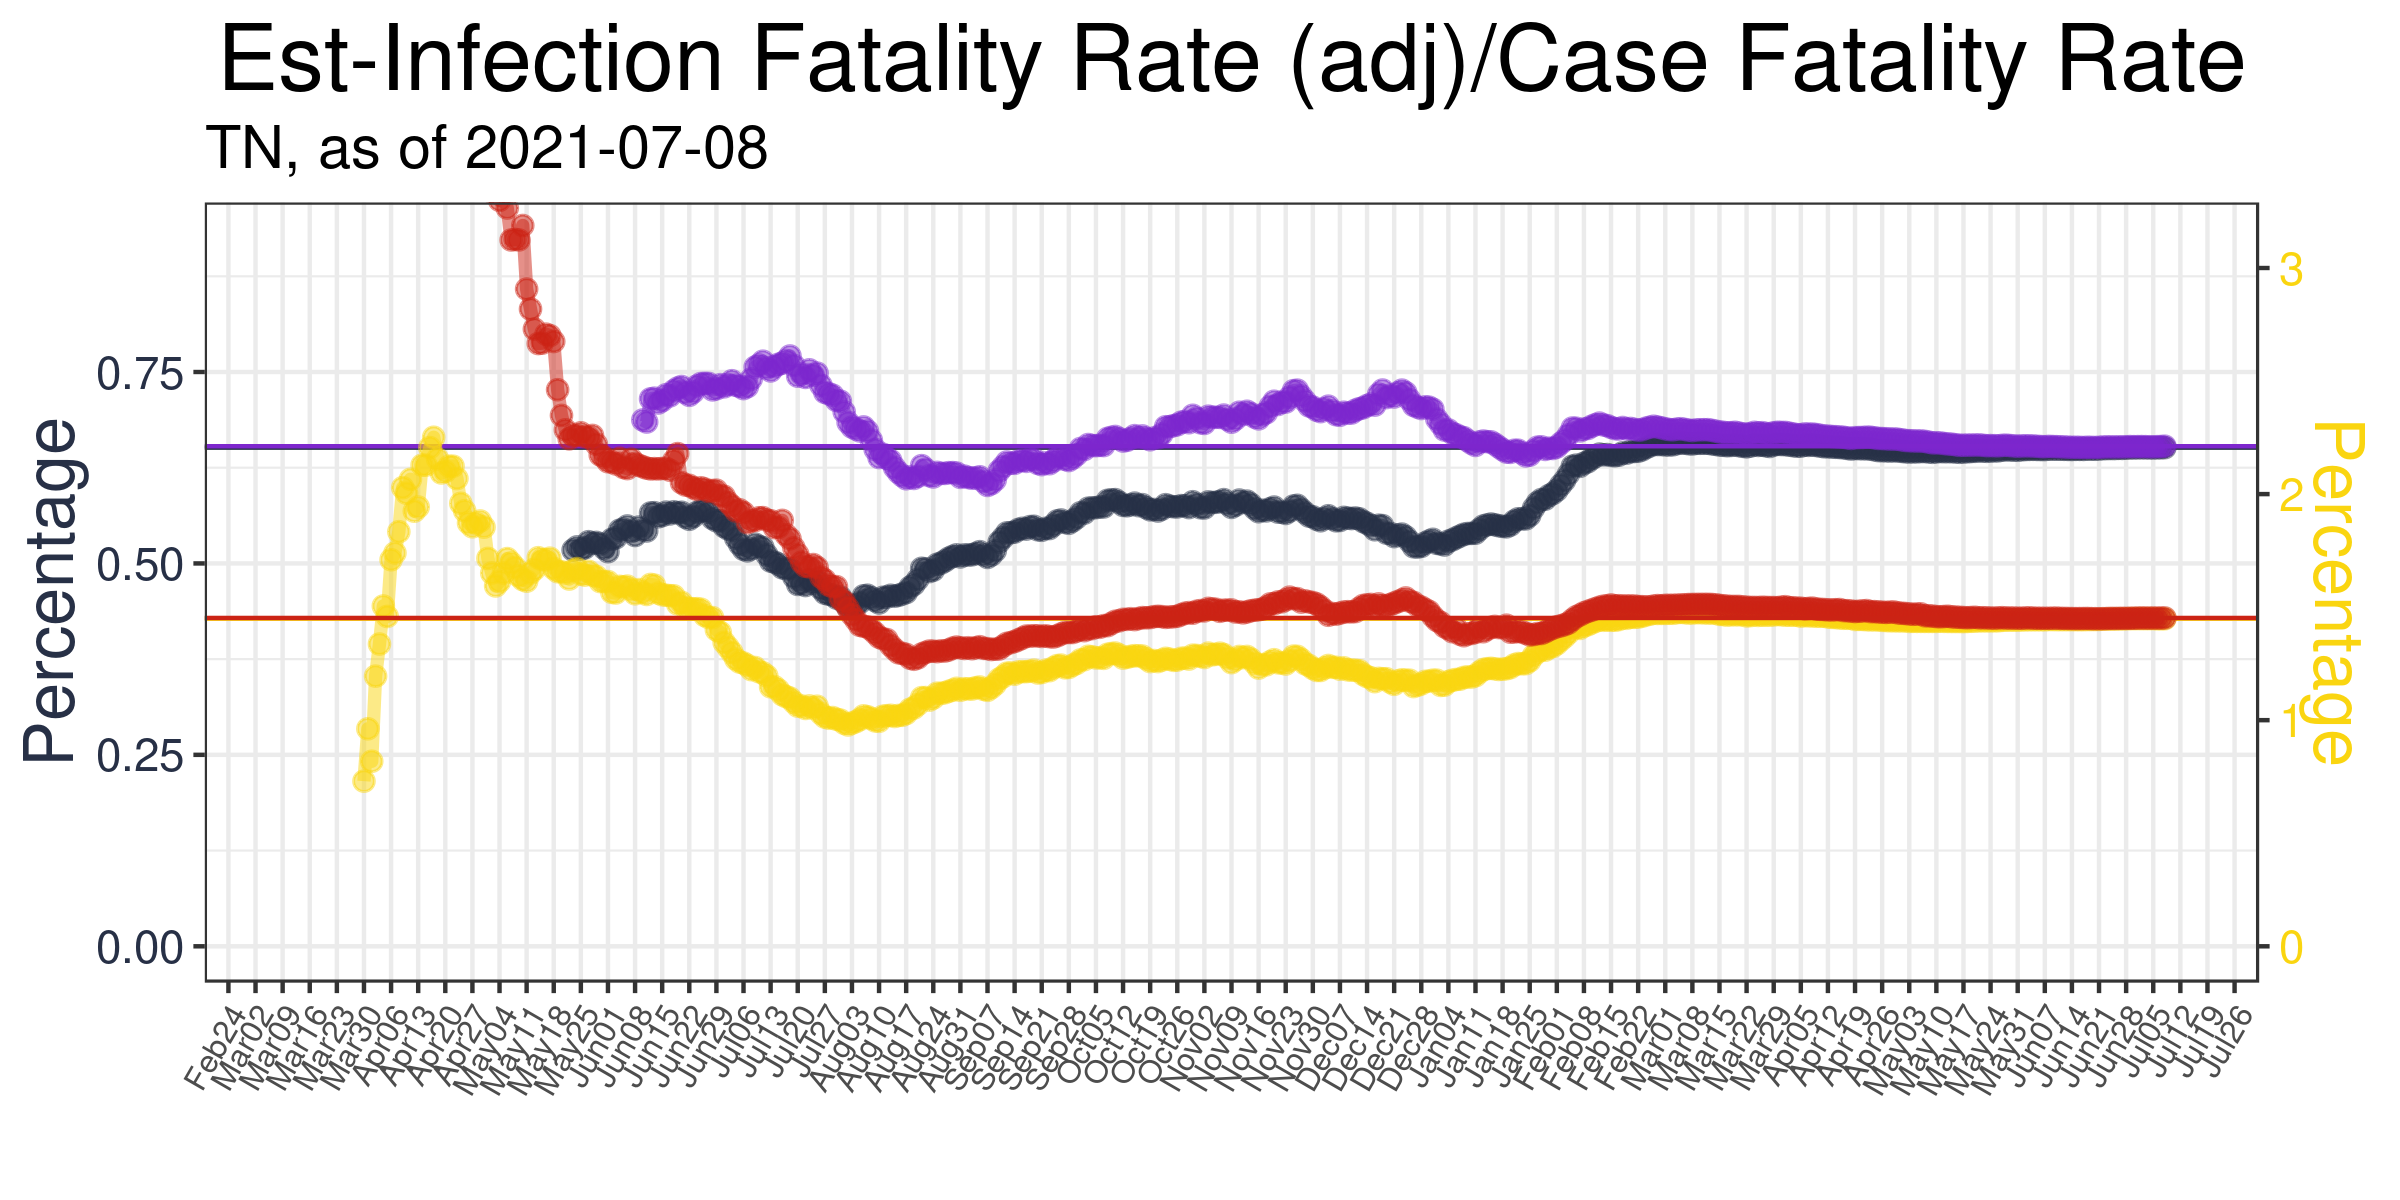 Est-Infection Fatality Rate (adj)/Case Fatality Rate
TN, as of 2021-07-08
Percentage
0.75
0.50
0.25
0.00
3
2
1
0
Percentage
Feb24
Mar02
Mar09
Mar16
Mar23
Mar30
Apr06
Apr13
Apr20
Apr27
May04
May11
May18
May25
Jun01
Jun08
Jun15
Jun22
Jun29
Jul06
Jul13
Jul20
Jul27
Aug03
Aug10
Aug17
Aug24
Aug31
Sep07
Sep14
Sep21
Sep28
Oct05
Oct12
Oct19
Oct26
Nov02
Nov09
Nov16
Nov23
Nov30
Dec07
Dec14
Dec21
Dec28
Jan04
Jan11
Jan18
Jan25
Feb01
Feb08
Feb15
Feb22
Mar01
Mar08
Mar15
Mar22
Mar29
Apr05
Apr12
Apr19
Apr26
May03
May10
May17
May24
May31
Jun07
Jun14
Jun21
Jun28
Jul05
Jul12
Jul19
Jul26